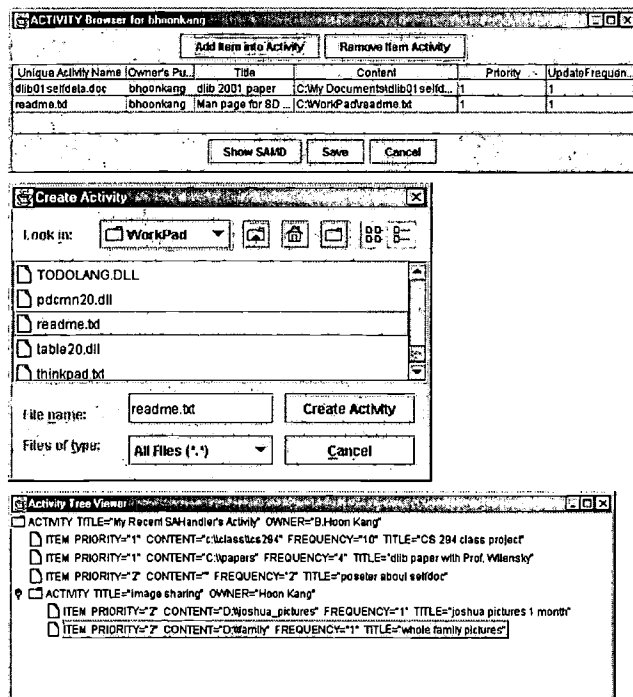 ACTIVITY Browser for bhoonkang
Add Item into Activity Remove Item Activity
Unique Activity Name Owner's Pu... Title Content Priority UpdateFrequen...
dlib01selfdata.doc bhoonkang dlib 2001 paper C:\My Documents\dlib01selfd... 1 1
readme.txt bhoonkang Man page for SD ... C:\WorkPad\readme.txt 1 1
Show SAMD Save Cancel
Create Activity
Look in: WorkPad
TODOLANG.DLL
pdcmn20.dll
readme.txt
table20.dll
thinkpad.txt
File name: readme.txt Create Activity
Files of type: All Files (*.*) Cancel
Activity Tree Viewer
ACTIVITY TITLE="My Recent SAHandler's Activity" OWNER="B.Hoon Kang"
ITEM PRIORITY="1" CONTENT="c:\class\cs294" FREQUENCY="10" TITLE="CS 294 class project"
ITEM PRIORITY="1" CONTENT="C:\papers" FREQUENCY="4" TITLE="dlib paper with Prof. Wilensky"
ITEM PRIORITY="2" CONTENT="" FREQUENCY="2" TITLE="poseter about selfdoc"
ACTIVITY TITLE="image sharing" OWNER="Hoon Kang"
ITEM PRIORITY="2" CONTENT="D:\joshua_pictures" FREQUENCY="1" TITLE="joshua pictures 1 month"
ITEM PRIORITY="2" CONTENT="D:\family" FREQUENCY="1" TITLE="whole family pictures"